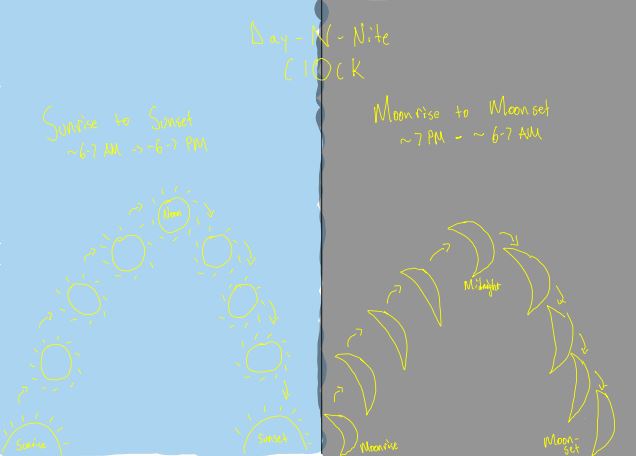 Day-N-Nite
ClOCK
Sunrise to Sunset
~6-7 AM -> ~6-7 PM
Moonrise to Moonset
~7 PM - ~ 6-7 AM
Noon
Midnight
Sunrise
Sunset
Moonrise
Moon-
set